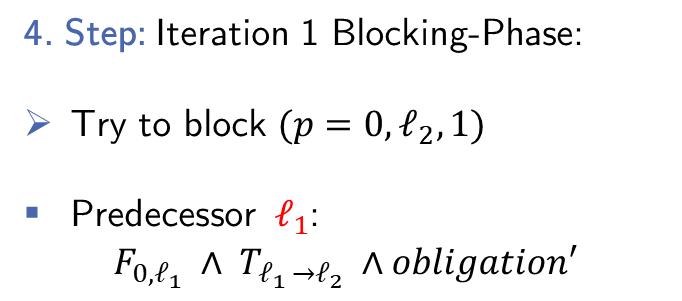 4. Step: Iteration 1 Blocking-Phase:
➢ Try to block (𝑝 = 0, ℓ₂, 1)
▪ Predecessor ℓ₁:
𝐹₀,ℓ₁ ∧ 𝑇ℓ₁→ℓ₂ ∧ 𝑜𝑏𝑙𝑖𝑔𝑎𝑡𝑖𝑜𝑛′